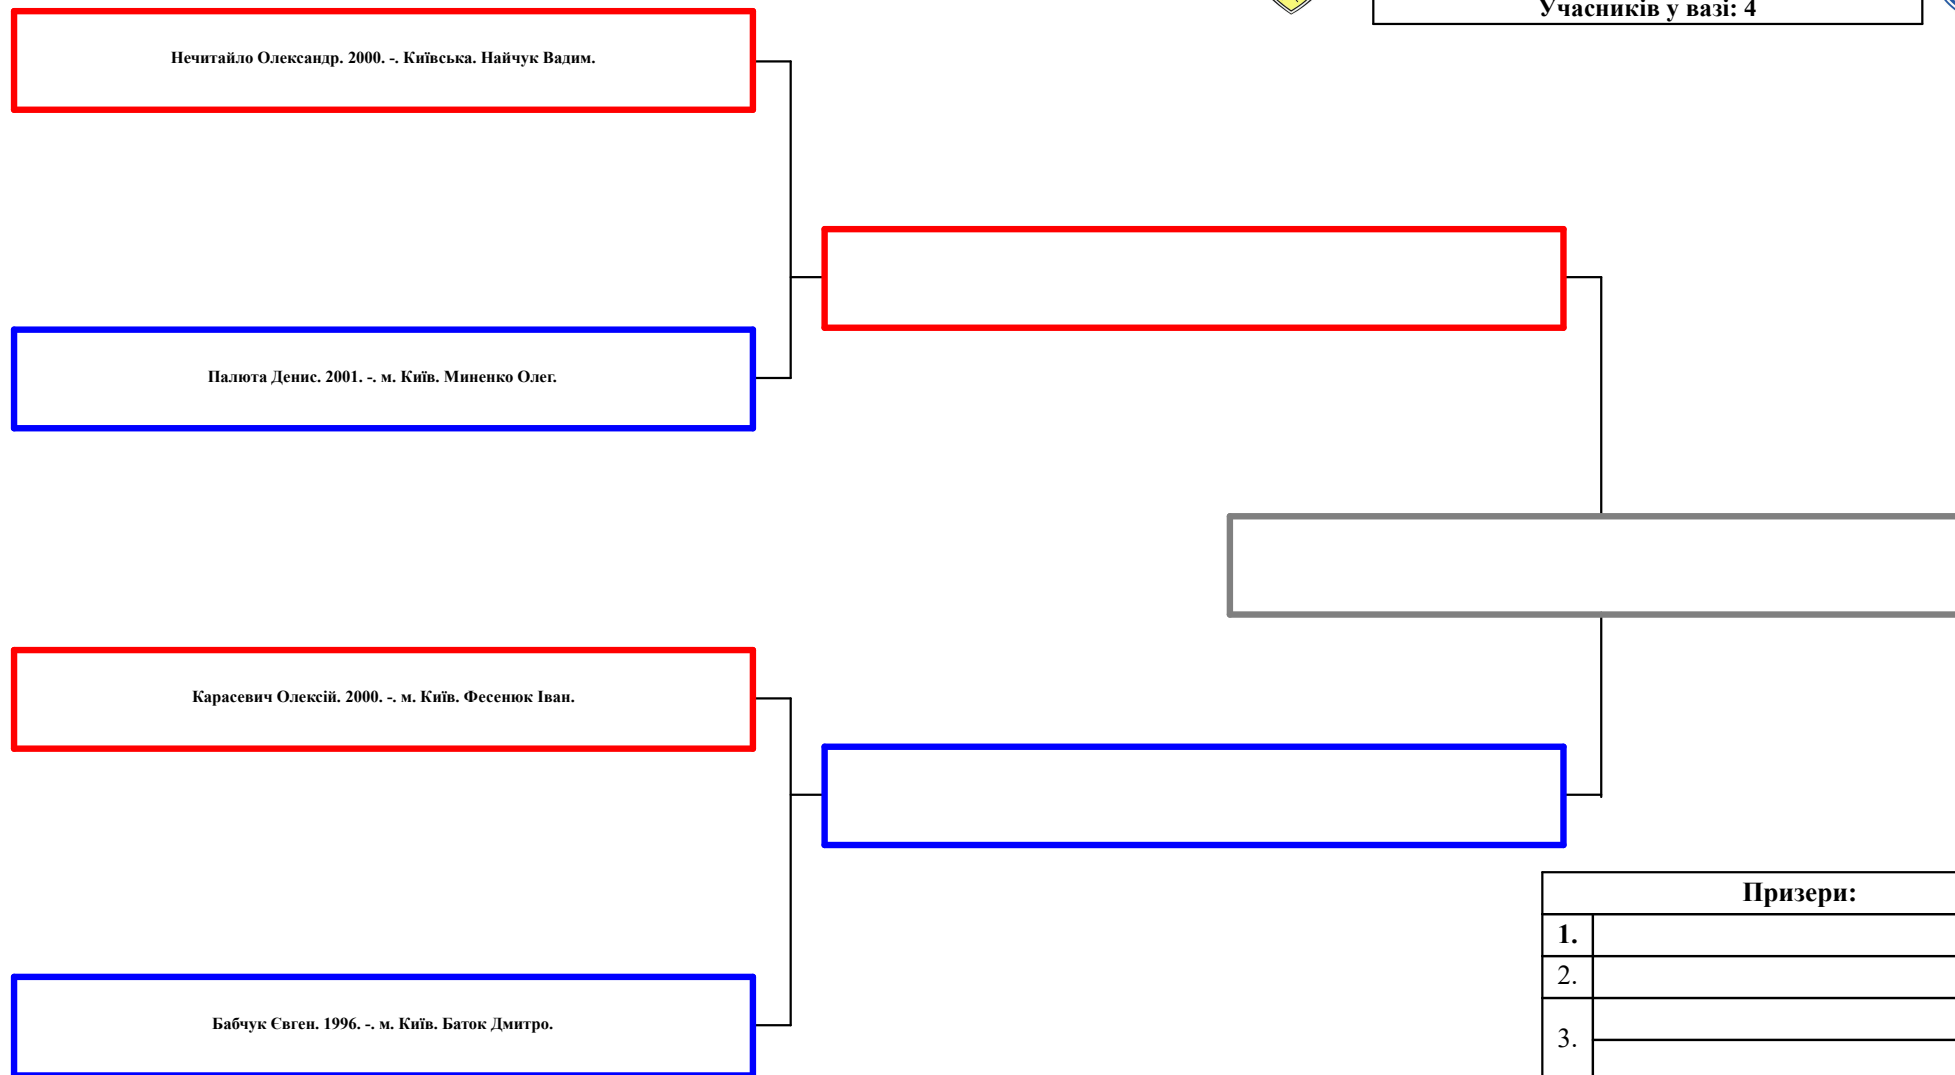 Учасників у вазі: 4
Нечитайло Олександр. 2000. -. Київська. Найчук Вадим.
Палюта Денис. 2001. -. м. Київ. Миненко Олег.
Карасевич Олексій. 2000. -. м. Київ. Фесенюк Іван.
Бабчук Євген. 1996. -. м. Київ. Баток Дмитро.
Призери:
1.
2.
3.